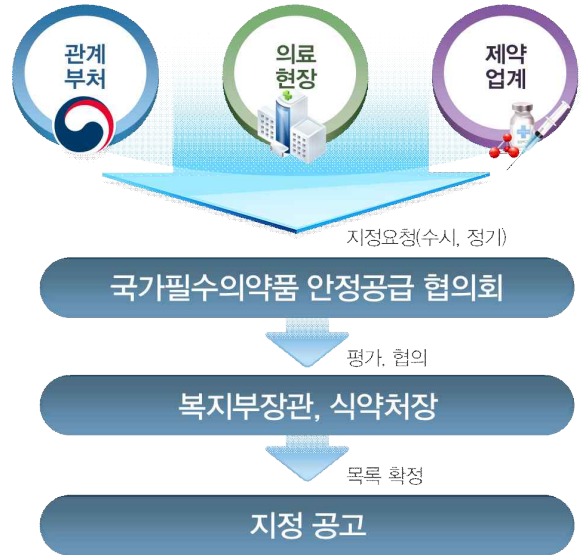 관계
부처
의료
현장
제약
업계
지정요청(수시, 정기)
국가필수의약품 안정공급 협의회
평가, 협의
복지부장관, 식약처장
목록 확정
지정 공고